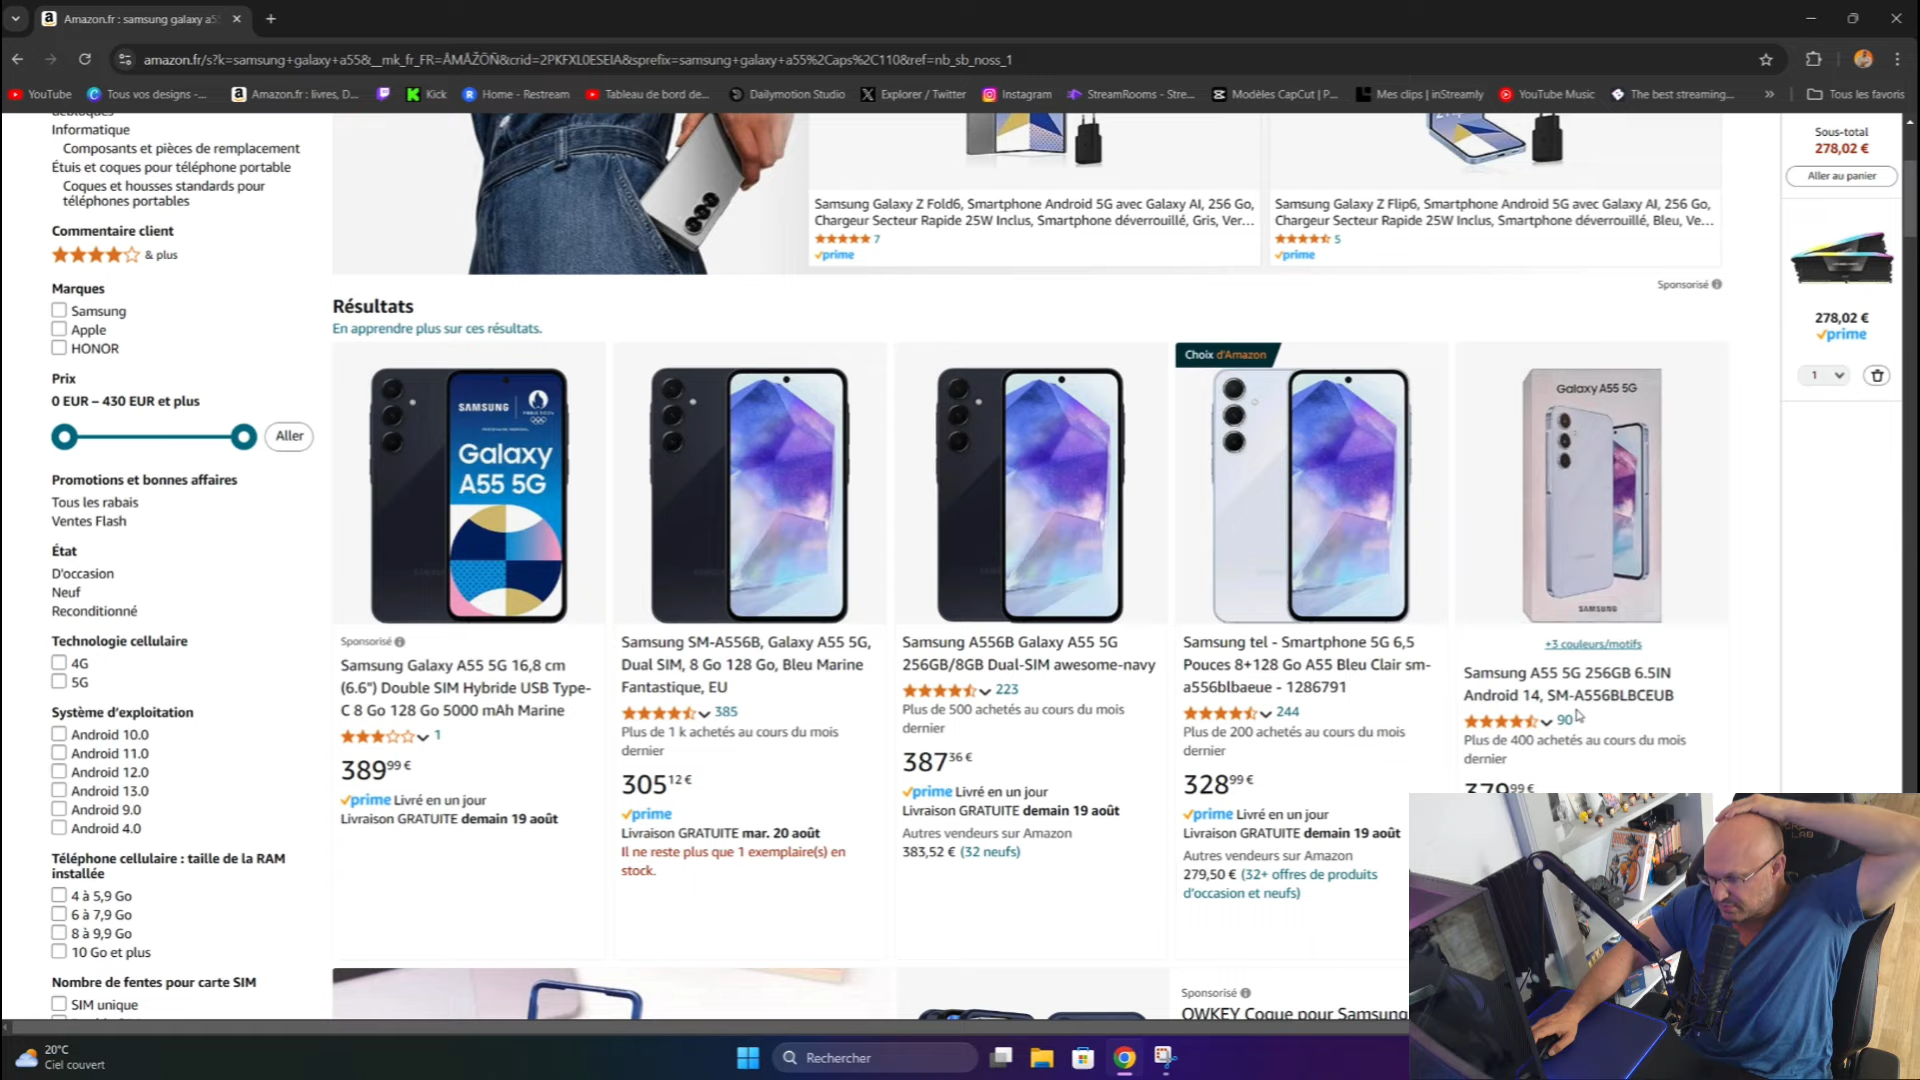 Amazon.fr : samsung galaxy a5
amazon.fr/s?k=samsung+galaxy+a55&__mk_fr_FR=ÅMÅŽÕÑ&crid=2PKFXL0ESEIA&sprefix=samsung+galaxy+a55%2Caps%2C110&ref=nb_sb_noss_1
YouTube
Tous vos designs -...
Amazon.fr : livres, D...
Kick
Home - Restream
Tableau de bord de...
Dailymotion Studio
Explorer / Twitter
Instagram
StreamRooms - Stre...
Modèles CapCut | P...
Mes clips | inStreamly
YouTube Music
The best streaming...
»
Tous les favoris
débloqués
Informatique
Composants et pièces de remplacement
Étuis et coques pour téléphone portable
Coques et housses standards pour
téléphones portables
Commentaire client
& plus
Marques
Samsung
Apple
HONOR
Prix
0 EUR – 430 EUR et plus
Aller
Promotions et bonnes affaires
Tous les rabais
Ventes Flash
État
D'occasion
Neuf
Reconditionné
Technologie cellulaire
4G
5G
Système d'exploitation
Android 10.0
Android 11.0
Android 12.0
Android 13.0
Android 9.0
Android 4.0
Téléphone cellulaire : taille de la RAM
installée
4 à 5,9 Go
6 à 7,9 Go
8 à 9,9 Go
10 Go et plus
Nombre de fentes pour carte SIM
SIM unique
Samsung Galaxy Z Fold6, Smartphone Android 5G avec Galaxy AI, 256 Go,
Chargeur Secteur Rapide 25W Inclus, Smartphone déverrouillé, Gris, Ver...
7
prime
Samsung Galaxy Z Flip6, Smartphone Android 5G avec Galaxy AI, 256 Go,
Chargeur Secteur Rapide 25W Inclus, Smartphone déverrouillé, Bleu, Ve...
5
prime
Sponsorisé
Résultats
En apprendre plus sur ces résultats.
SAMSUNG
Galaxy
A55 5G
Sponsorisé
Samsung Galaxy A55 5G 16,8 cm
(6.6") Double SIM Hybride USB Type-
C 8 Go 128 Go 5000 mAh Marine
1
389 99 €
prime Livré en un jour
Livraison GRATUITE demain 19 août
Samsung SM-A556B, Galaxy A55 5G,
Dual SIM, 8 Go 128 Go, Bleu Marine
Fantastique, EU
385
Plus de 1 k achetés au cours du mois
dernier
305 12 €
prime
Livraison GRATUITE mar. 20 août
Il ne reste plus que 1 exemplaire(s) en
stock.
Samsung A556B Galaxy A55 5G
256GB/8GB Dual-SIM awesome-navy
223
Plus de 500 achetés au cours du mois
dernier
387 36 €
prime Livré en un jour
Livraison GRATUITE demain 19 août
Autres vendeurs sur Amazon
383,52 € (32 neufs)
Choix d'Amazon
Samsung tel - Smartphone 5G 6,5
Pouces 8+128 Go A55 Bleu Clair sm-
a556blbaeue - 1286791
244
Plus de 200 achetés au cours du mois
dernier
328 99 €
prime Livré en un jour
Livraison GRATUITE demain 19 août
Autres vendeurs sur Amazon
279,50 € (32+ offres de produits
d'occasion et neufs)
Galaxy A55 5G
SAMSUNG
+3 couleurs/motifs
Samsung A55 5G 256GB 6.5IN
Android 14, SM-A556BLBCEUB
90
Plus de 400 achetés au cours du mois
dernier
379 99 €
Sponsorisé
OWKEY Coque pour Samsung
Sous-total
278,02 €
Aller au panier
278,02 €
prime
1
20°C
Ciel couvert
Rechercher